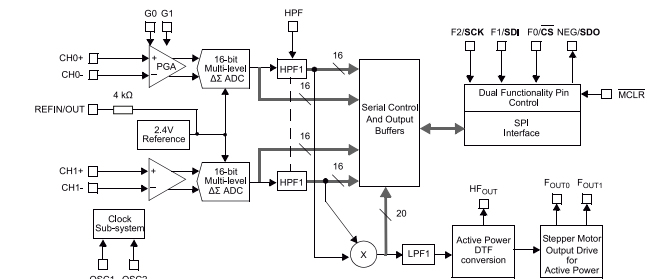 G0 G1
HPF
F2/SCK F1/SDI F0/CS NEG/SDO
CH0+
CH0-
+
–
PGA
16-bit
Multi-level
ΔΣ ADC
HPF1
16
16
4 kΩ
REFIN/OUT
2.4V
Reference
Serial Control
And Output
Buffers
Dual Functionality Pin
Control
MCLR
SPI
Interface
CH1+
CH1-
+
–
16-bit
Multi-level
ΔΣ ADC
HPF1
16
16
20
Clock
Sub-system
OSC1 OSC2
X
LPF1
HFOUT
Active Power
DTF
conversion
FOUT0 FOUT1
Stepper Motor
Output Drive
for
Active Power